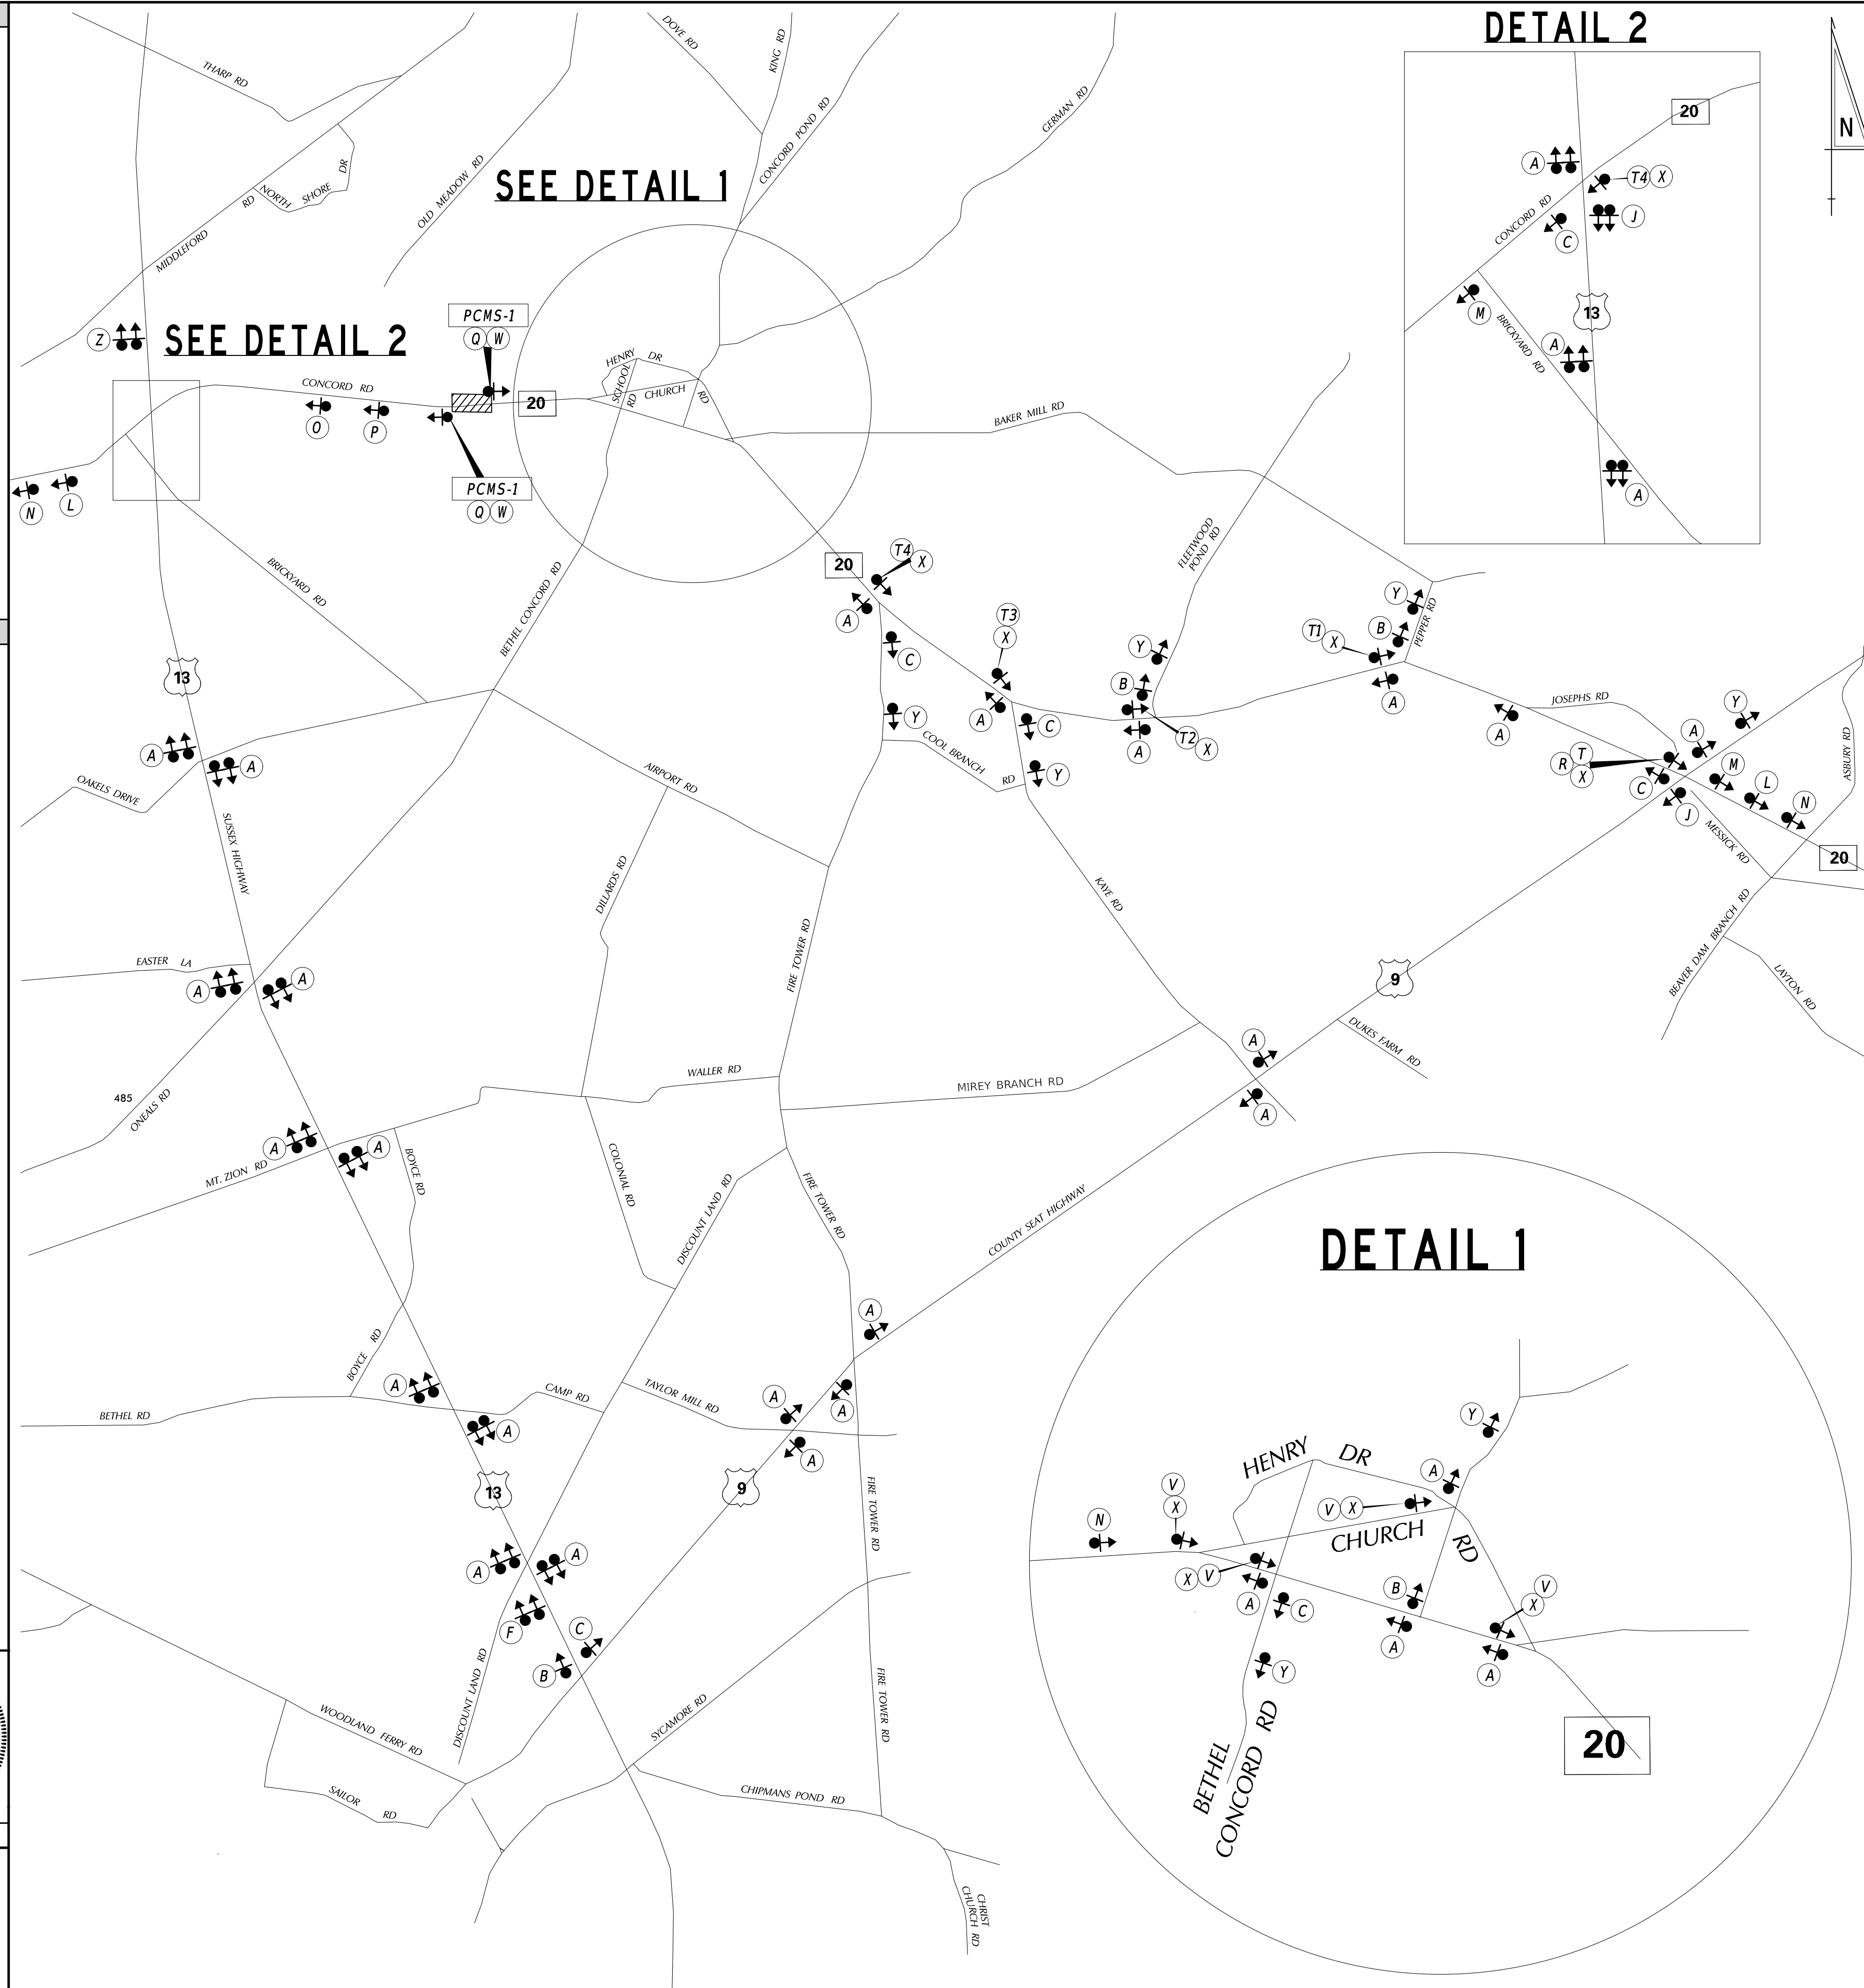 DETAIL 2
THARP RD
DOVE RD
KING RD
CONCORD POND RD
GERMAN RD
20
N
NORTH SHORE DR
OLD MEADOW RD
SEE DETAIL 1
A
T4 X
J
CONCORD RD
C
MIDDLEFORD RD
M
13
BRICKYARD RD
A
A
Z
SEE DETAIL 2
PCMS-1
Q W
HENRY DR
SCHOOL RD
CHURCH RD
CONCORD RD
20
O
P
BAKER MILL RD
N
L
PCMS-1
Q W
FLEETWOOD
POND RD
BRICKYARD RD
BETHEL CONCORD RD
20
T4
X
A
C
T3
X
Y
B
T1
X
PEPPER RD
Y
B
A
13
Y
A
C
T2
X
A
JOSEPHS RD
A
Y
A
ASBURY RD
COOL BRANCH RD
Y
R
T
X
M
L
N
C
J
MESSICK RD
20
A
A
OAKELS DRIVE
AIRPORT RD
SUSSEX HIGHWAY
DILLARDS RD
KAYE RD
FIRE TOWER RD
BEAVER DAM BRANCH RD
LAYTON RD
EASTER LA
A
A
9
DUKES FARM RD
A
A
485
ONEALS RD
WALLER RD
MIREY BRANCH RD
A
A
MT. ZION RD
BOYCE RD
COLONIAL RD
DISCOUNT LAND RD
FIRE TOWER RD
COUNTY SEAT HIGHWAY
DETAIL 1
A
BOYCE RD
A
CAMP RD
TAYLOR MILL RD
A
A
BETHEL RD
A
A
13
9
FIRE TOWER RD
Y
HENRY DR
A
V
X
V X
N
CHURCH RD
A
A
X V
A
C
B
V
X
A
A
F
C
B
Y
DISCOUNT LAND RD
WOODLAND FERRY RD
SYCAMORE RD
FIRE TOWER RD
BETHEL
CONCORD RD
20
SAILOR RD
CHIPMANS POND RD
CHRIST
CHURCH RD